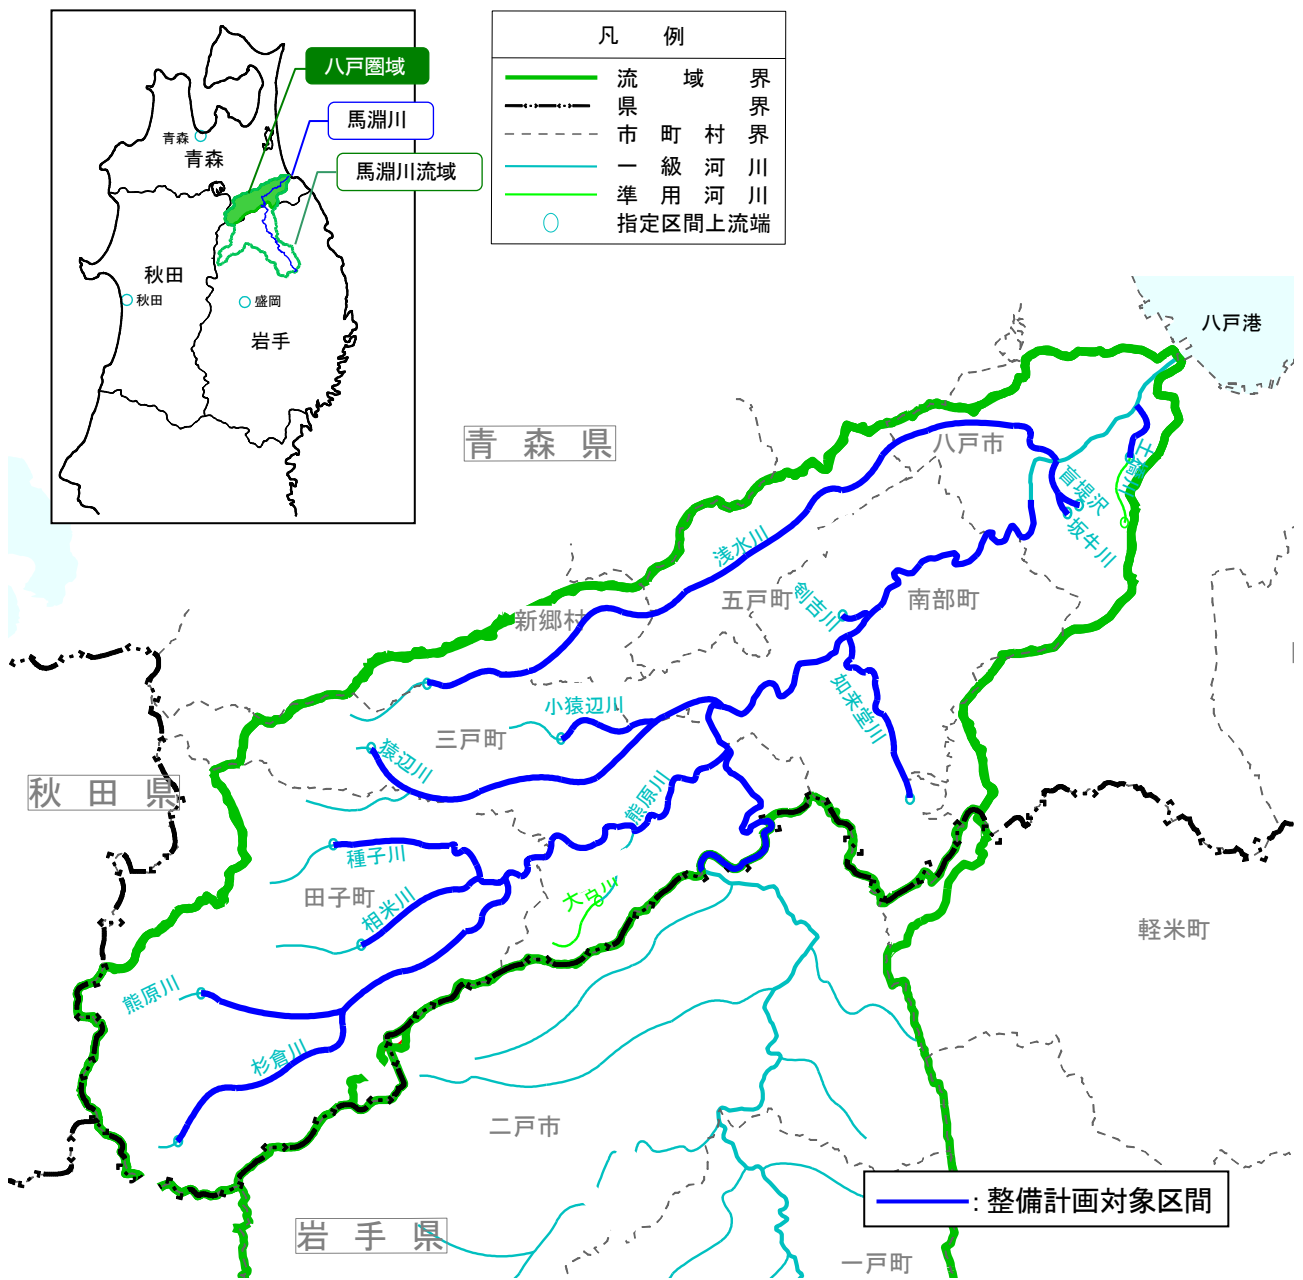 八戸圏域
馬淵川
馬淵川流域
青森
青森
秋田
秋田
盛岡
岩手
凡 例
流域界
県界
市町村界
一級河川
準用河川
指定区間上流端
八戸港
青森県
八戸市
土橋川
盲堤沢
坂牛川
浅水川
五戸町
剣吉川
南部町
新郷村
如来堂川
小猿辺川
三戸町
猿辺川
秋田県
熊原川
種子川
田子町
相米川
大白川
軽米町
熊原川
杉倉川
二戸市
岩手県
:整備計画対象区間
一戸町